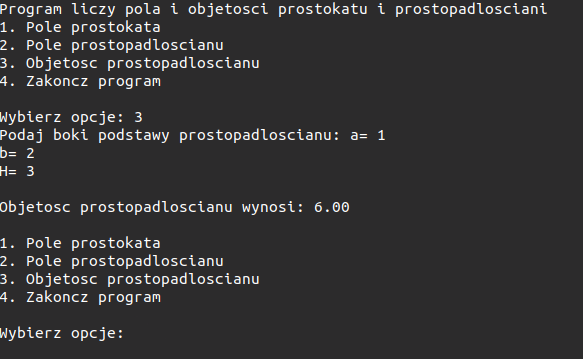 Program liczy pola i objetosci prostokatu i prostopadlosciani
1. Pole prostokata
2. Pole prostopadloscianu
3. Objetosc prostopadloscianu
4. Zakoncz program
Wybierz opcje: 3
Podaj boki podstawy prostopadloscianu: a= 1
b= 2
H= 3
Objetosc prostopadloscianu wynosi: 6.00
1. Pole prostokata
2. Pole prostopadloscianu
3. Objetosc prostopadloscianu
4. Zakoncz program
Wybierz opcje: